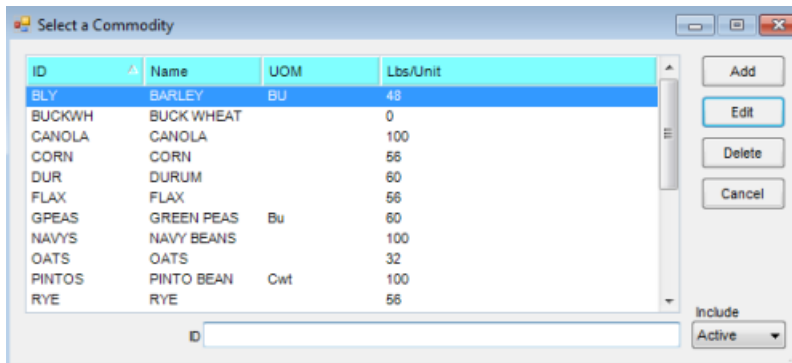 Select a Commodity
ID Name UOM Lbs/Unit
BLY BARLEY BU 48
BUCKWH BUCK WHEAT 0
CANOLA CANOLA 100
CORN CORN 56
DUR DURUM 60
FLAX FLAX 56
GPEAS GREEN PEAS Bu 60
NAVYS NAVY BEANS 100
OATS OATS 32
PINTOS PINTO BEAN Cwt 100
RYE RYE 56
Add
Edit
Delete
Cancel
Include
Active
ID